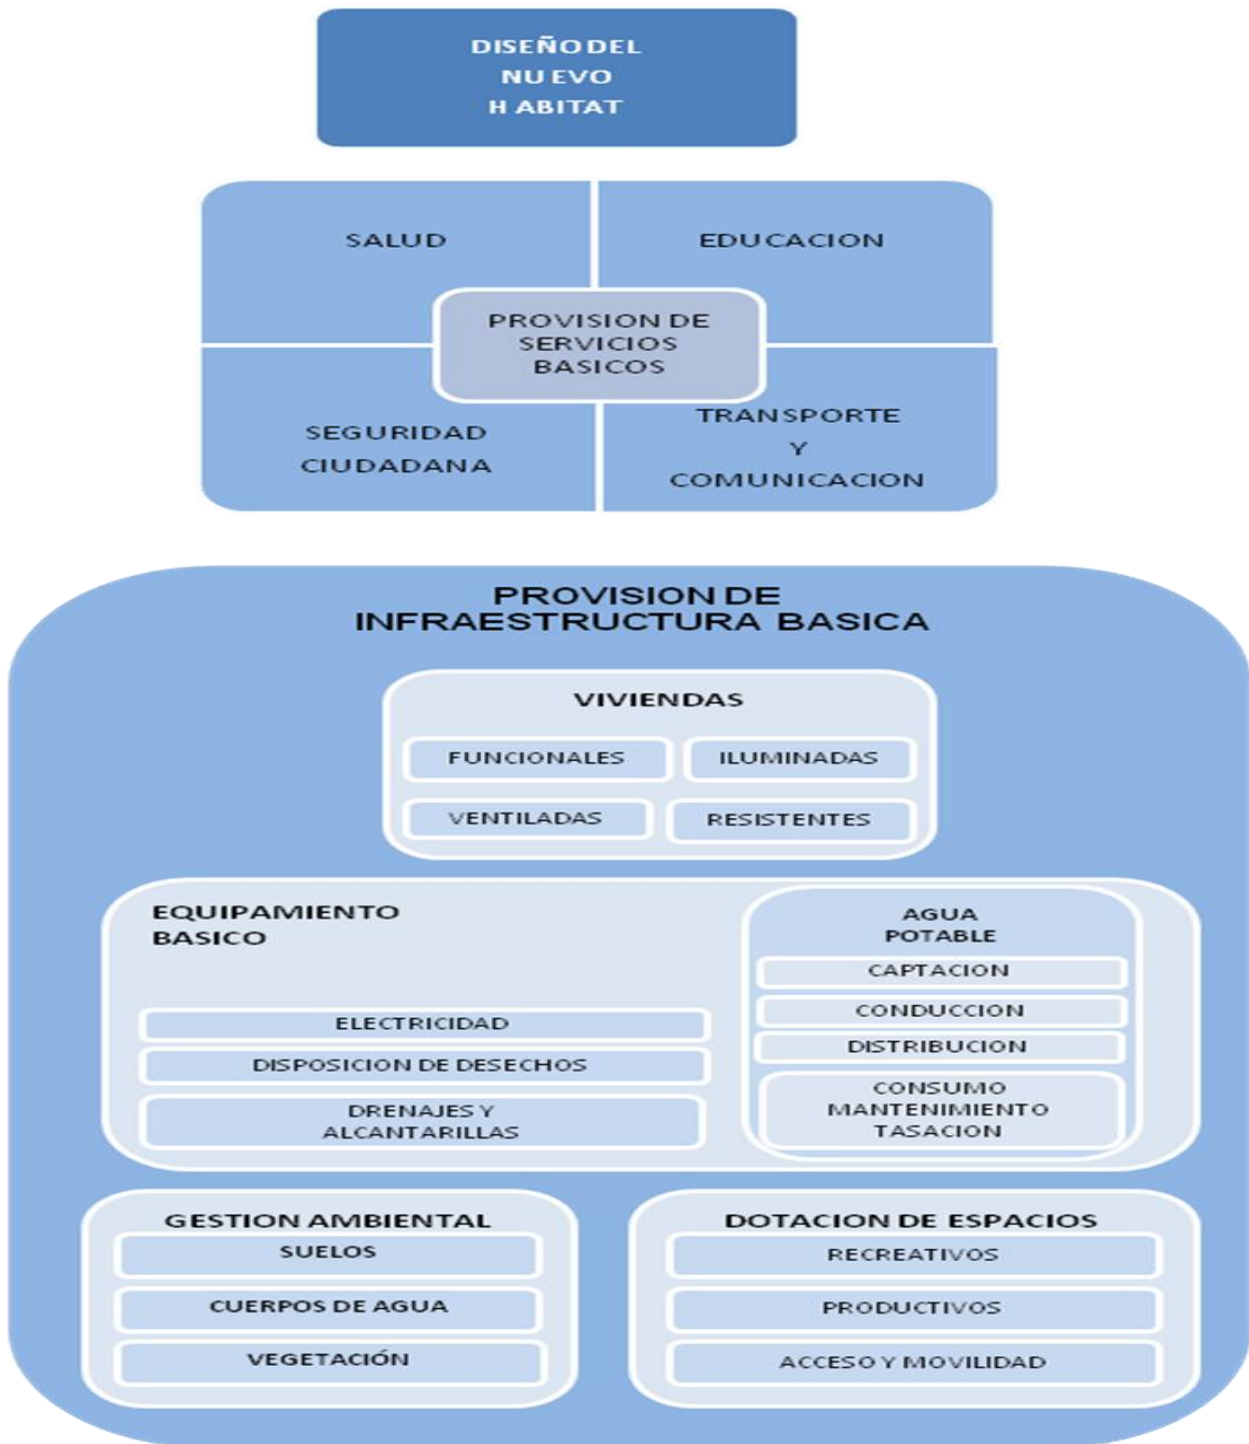 DISEÑO DEL
NUEVO
HABITAT
SALUD
EDUCACION
PROVISION DE
SERVICIOS
BASICOS
SEGURIDAD
CIUDADANA
TRANSPORTE
Y
COMUNICACION
PROVISION DE
INFRAESTRUCTURA BASICA
VIVIENDAS
FUNCIONALES
ILUMINADAS
VENTILADAS
RESISTENTES
EQUIPAMIENTO
BASICO
ELECTRICIDAD
DISPOSICION DE DESECHOS
DRENAJES Y
ALCANTARILLAS
AGUA
POTABLE
CAPTACION
CONDUCCION
DISTRIBUCION
CONSUMO
MANTENIMIENTO
TASACION
GESTION AMBIENTAL
SUELOS
CUERPOS DE AGUA
VEGETACIÓN
DOTACION DE ESPACIOS
RECREATIVOS
PRODUCTIVOS
ACCESO Y MOVILIDAD